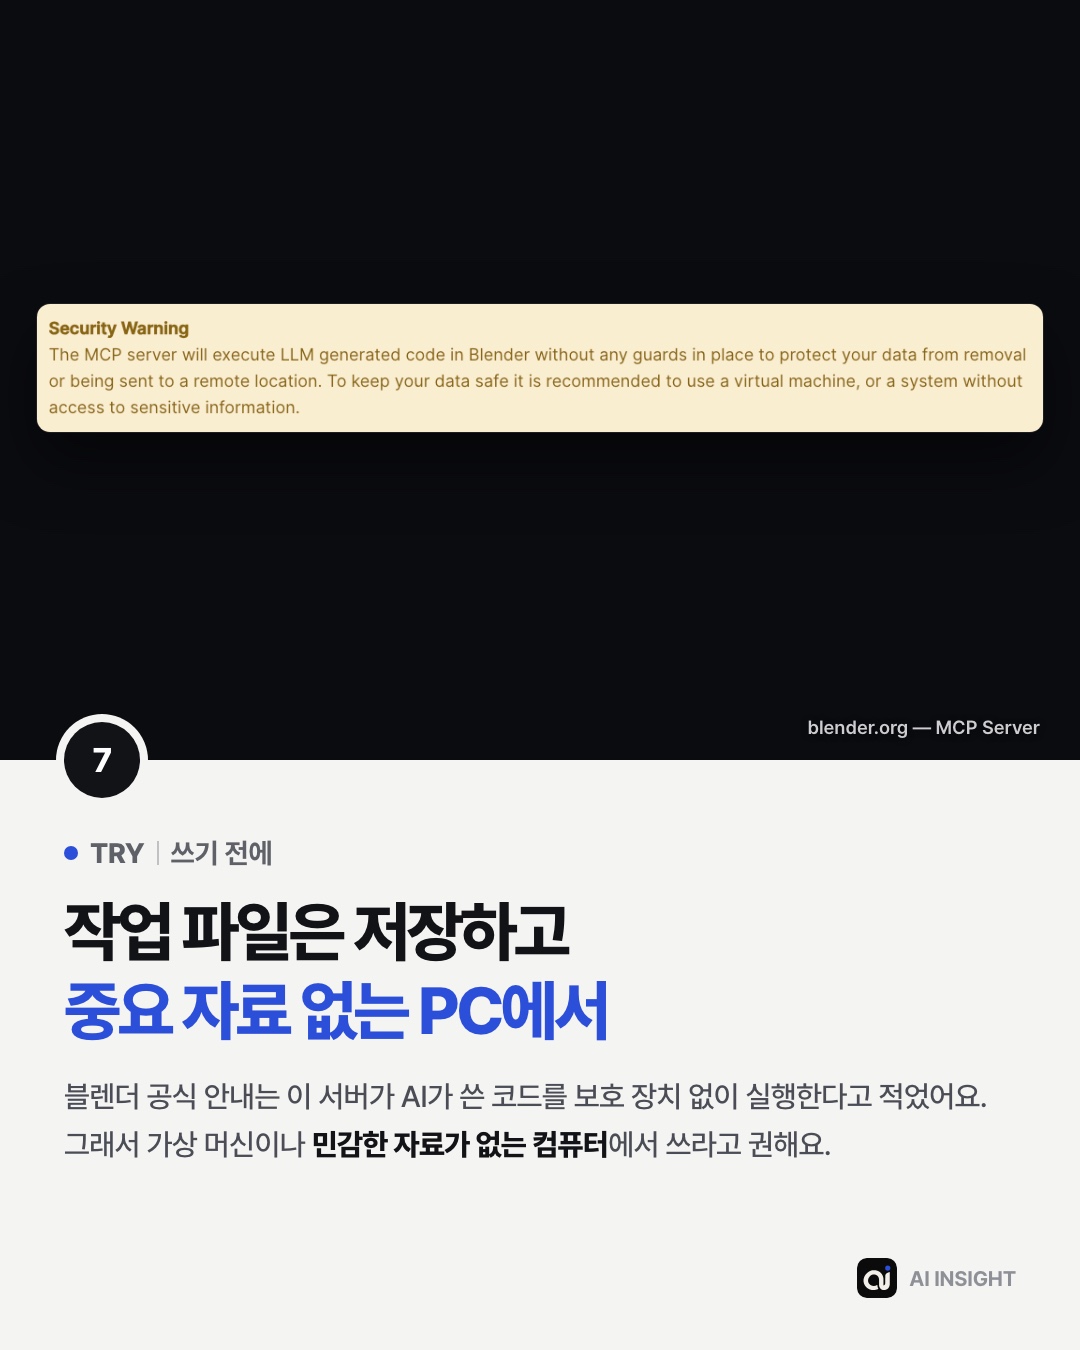 Security Warning
The MCP server will execute LLM generated code in Blender without any guards in place to protect your data from removal
or being sent to a remote location. To keep your data safe it is recommended to use a virtual machine, or a system without
access to sensitive information.
blender.org — MCP Server
7
TRY | 쓰기 전에
작업 파일은 저장하고
중요 자료 없는 PC에서
블렌더 공식 안내는 이 서버가 AI가 쓴 코드를 보호 장치 없이 실행한다고 적었어요.
그래서 가상 머신이나 민감한 자료가 없는 컴퓨터에서 쓰라고 권해요.
ai AI INSIGHT